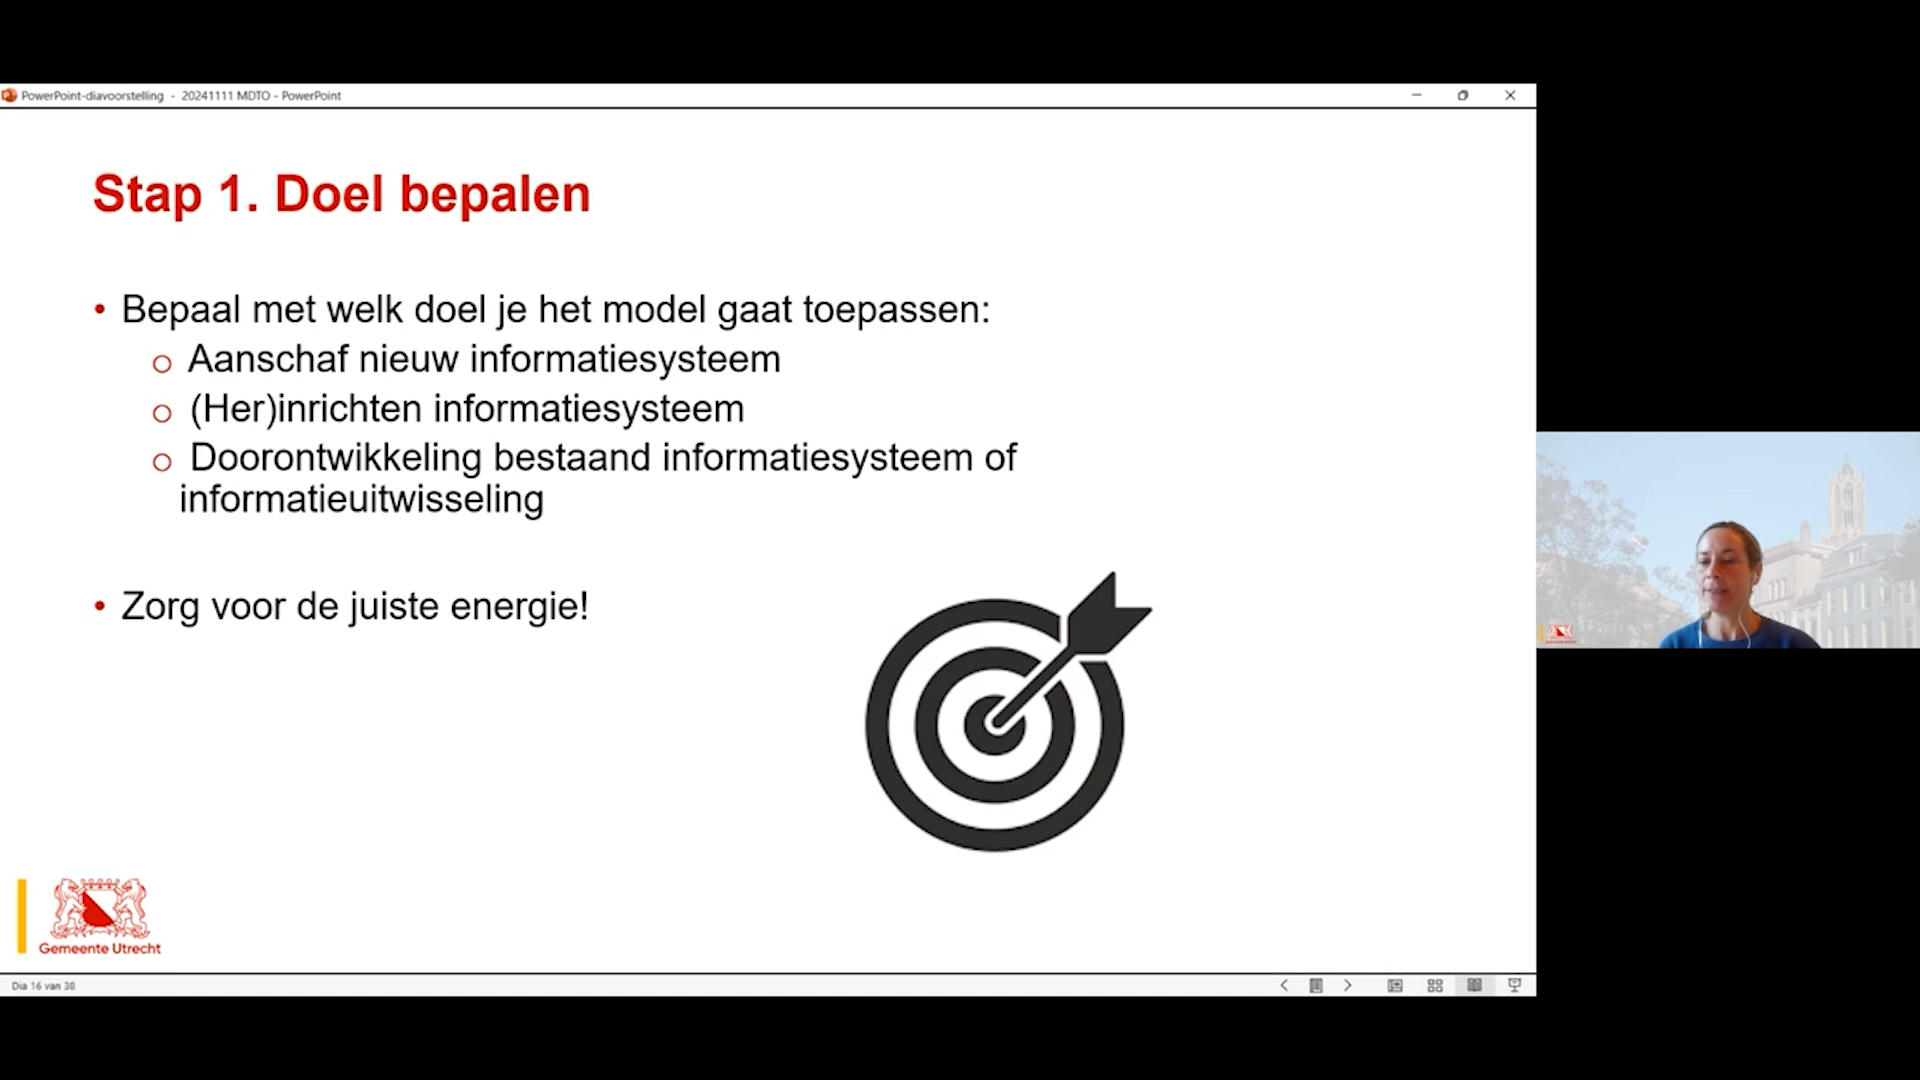 PowerPoint-diavoorstelling - 20241111 MDTO - PowerPoint
Stap 1. Doel bepalen
• Bepaal met welk doel je het model gaat toepassen:
o Aanschaf nieuw informatiesysteem
o (Her)inrichten informatiesysteem
o Doorontwikkeling bestaand informatiesysteem of
informatieuitwisseling
• Zorg voor de juiste energie!
Gemeente Utrecht
Dia 16 van 38